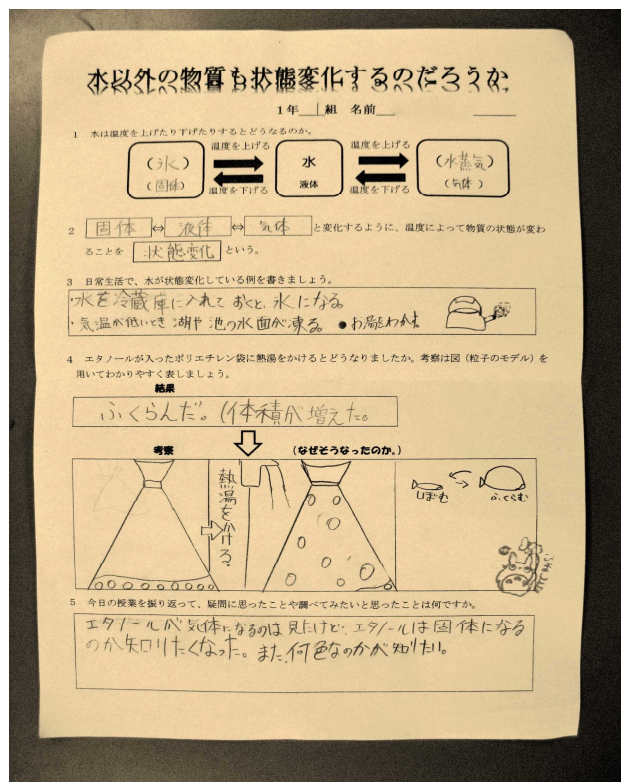 水以外の物質も状態変化するのだろうか
1年 1組 名前
1 水は温度を上げたり下げたりするとどうなるのか。
温度を上げる 温度を上げる
（氷） 水 （水蒸気）
（固体） 液体 （気体）
温度を下げる 温度を下げる
2 固体 ⇔ 液体 ⇔ 気体 と変化するように、温度によって物質の状態が変わ
ることを 状態変化 という。
3 日常生活で、水が状態変化している例を書きましょう。
・水を冷蔵庫に入れておくと、氷になる。
・気温が低いとき 湖や池の水面が凍る。 ●お湯をわかす
4 エタノールが入ったポリエチレン袋に熱湯をかけるとどうなりましたか。考察は図（粒子のモデル）を
用いてわかりやすく表しましょう。
結果
ふくらんだ。（体積が増えた。
考察 （なぜそうなったのか。）
熱湯をかける。
しぼむ ふくらむ
5 今日の授業を振り返って、疑問に思ったことや調べてみたいと思ったことは何ですか。
エタノールが気体になるのは見たけど、エタノールは固体になる
のか知りたくなった。また、何色なのかが知りたい。